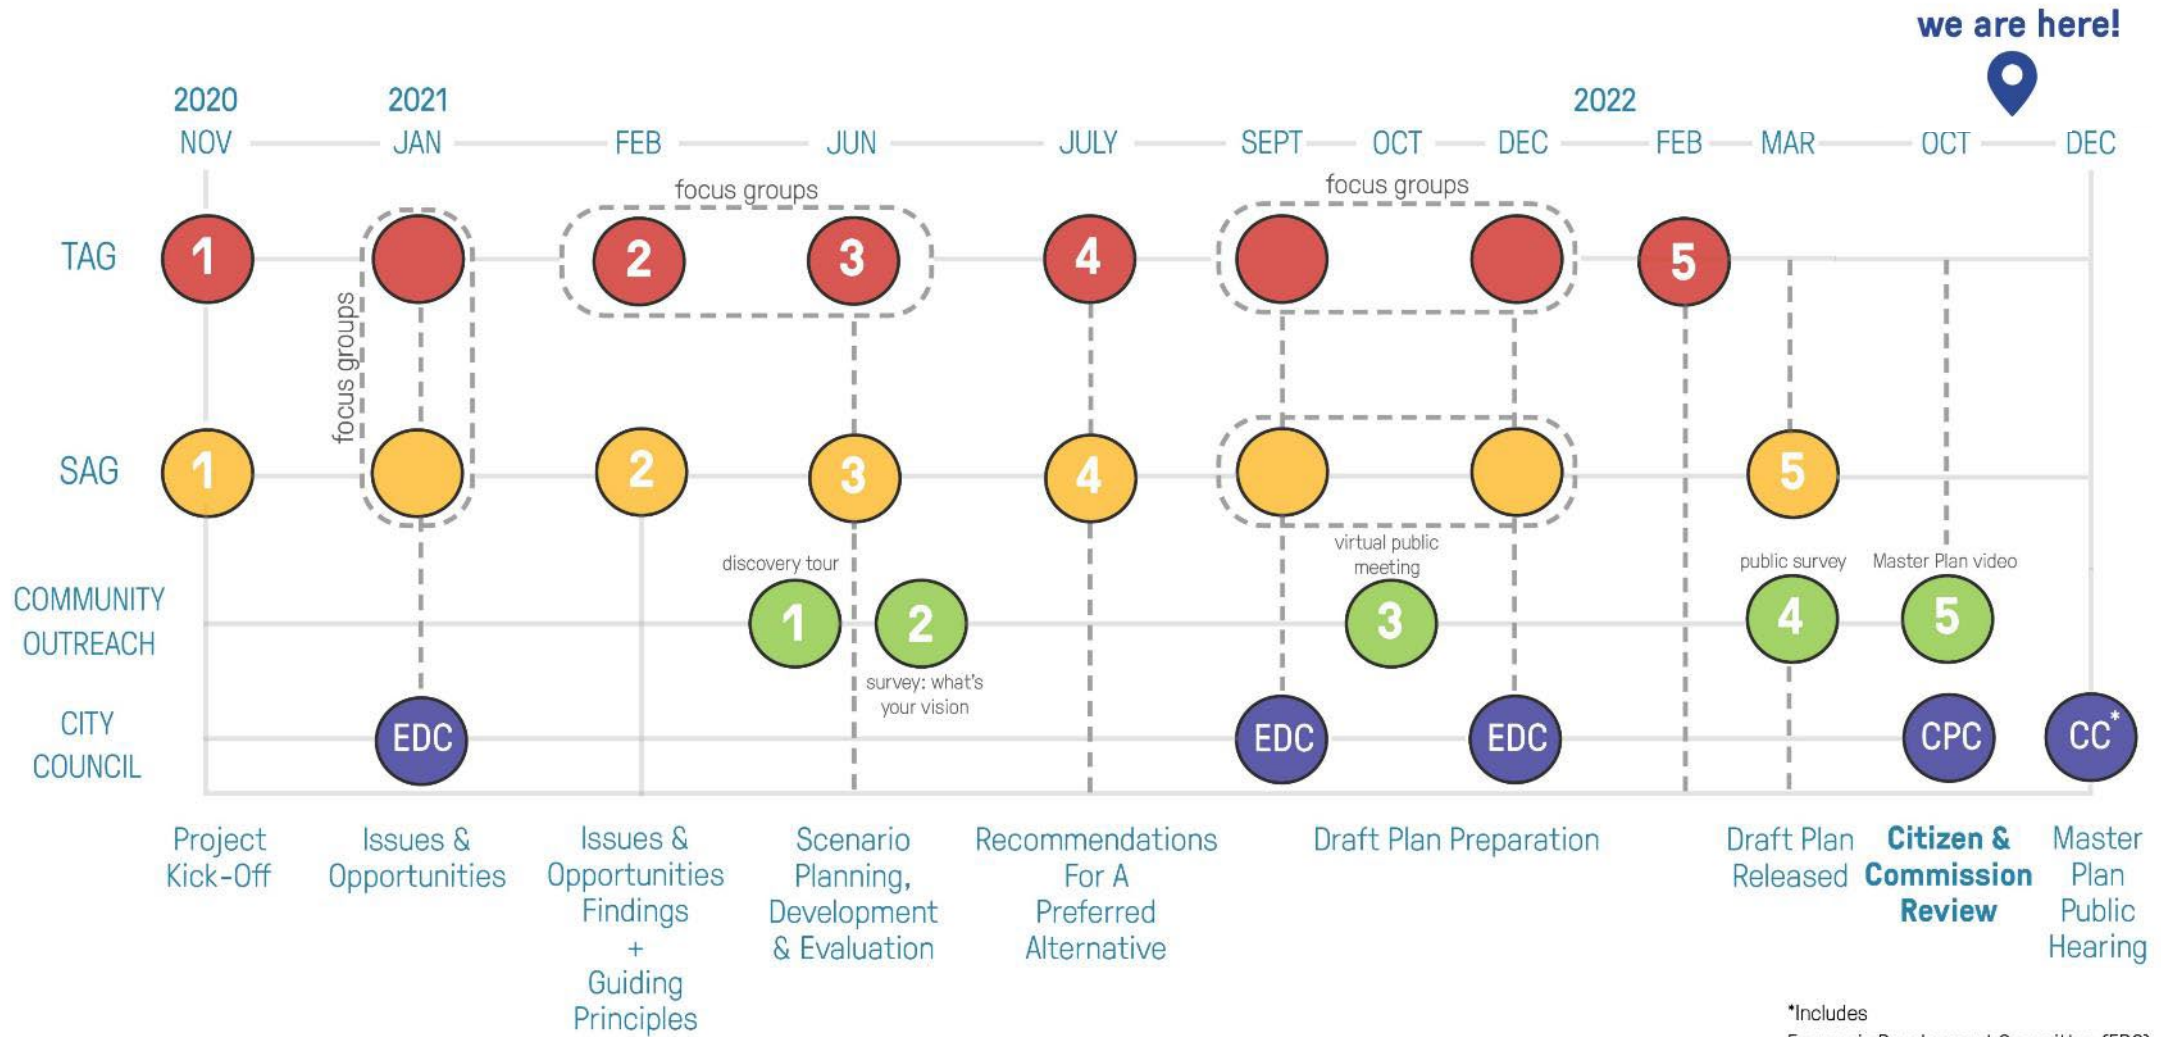 we are here!
2020 2021 2022
NOV JAN FEB JUN JULY SEPT OCT DEC FEB MAR OCT DEC
focus groups focus groups
TAG 1 2 3 4 5
focus groups
SAG 1 2 3 4 5
discovery tour virtual public meeting public survey Master Plan video
COMMUNITY
OUTREACH
1 2 3 4 5
survey: what's
your vision
CITY
COUNCIL
EDC EDC EDC CPC CC*
Project
Kick-Off
Issues &
Opportunities
Issues &
Opportunities
Findings
+
Guiding
Principles
Scenario
Planning,
Development
& Evaluation
Recommendations
For A
Preferred
Alternative
Draft Plan Preparation
Draft Plan
Released
Citizen &
Commission
Review
Master
Plan
Public
Hearing
*Includes